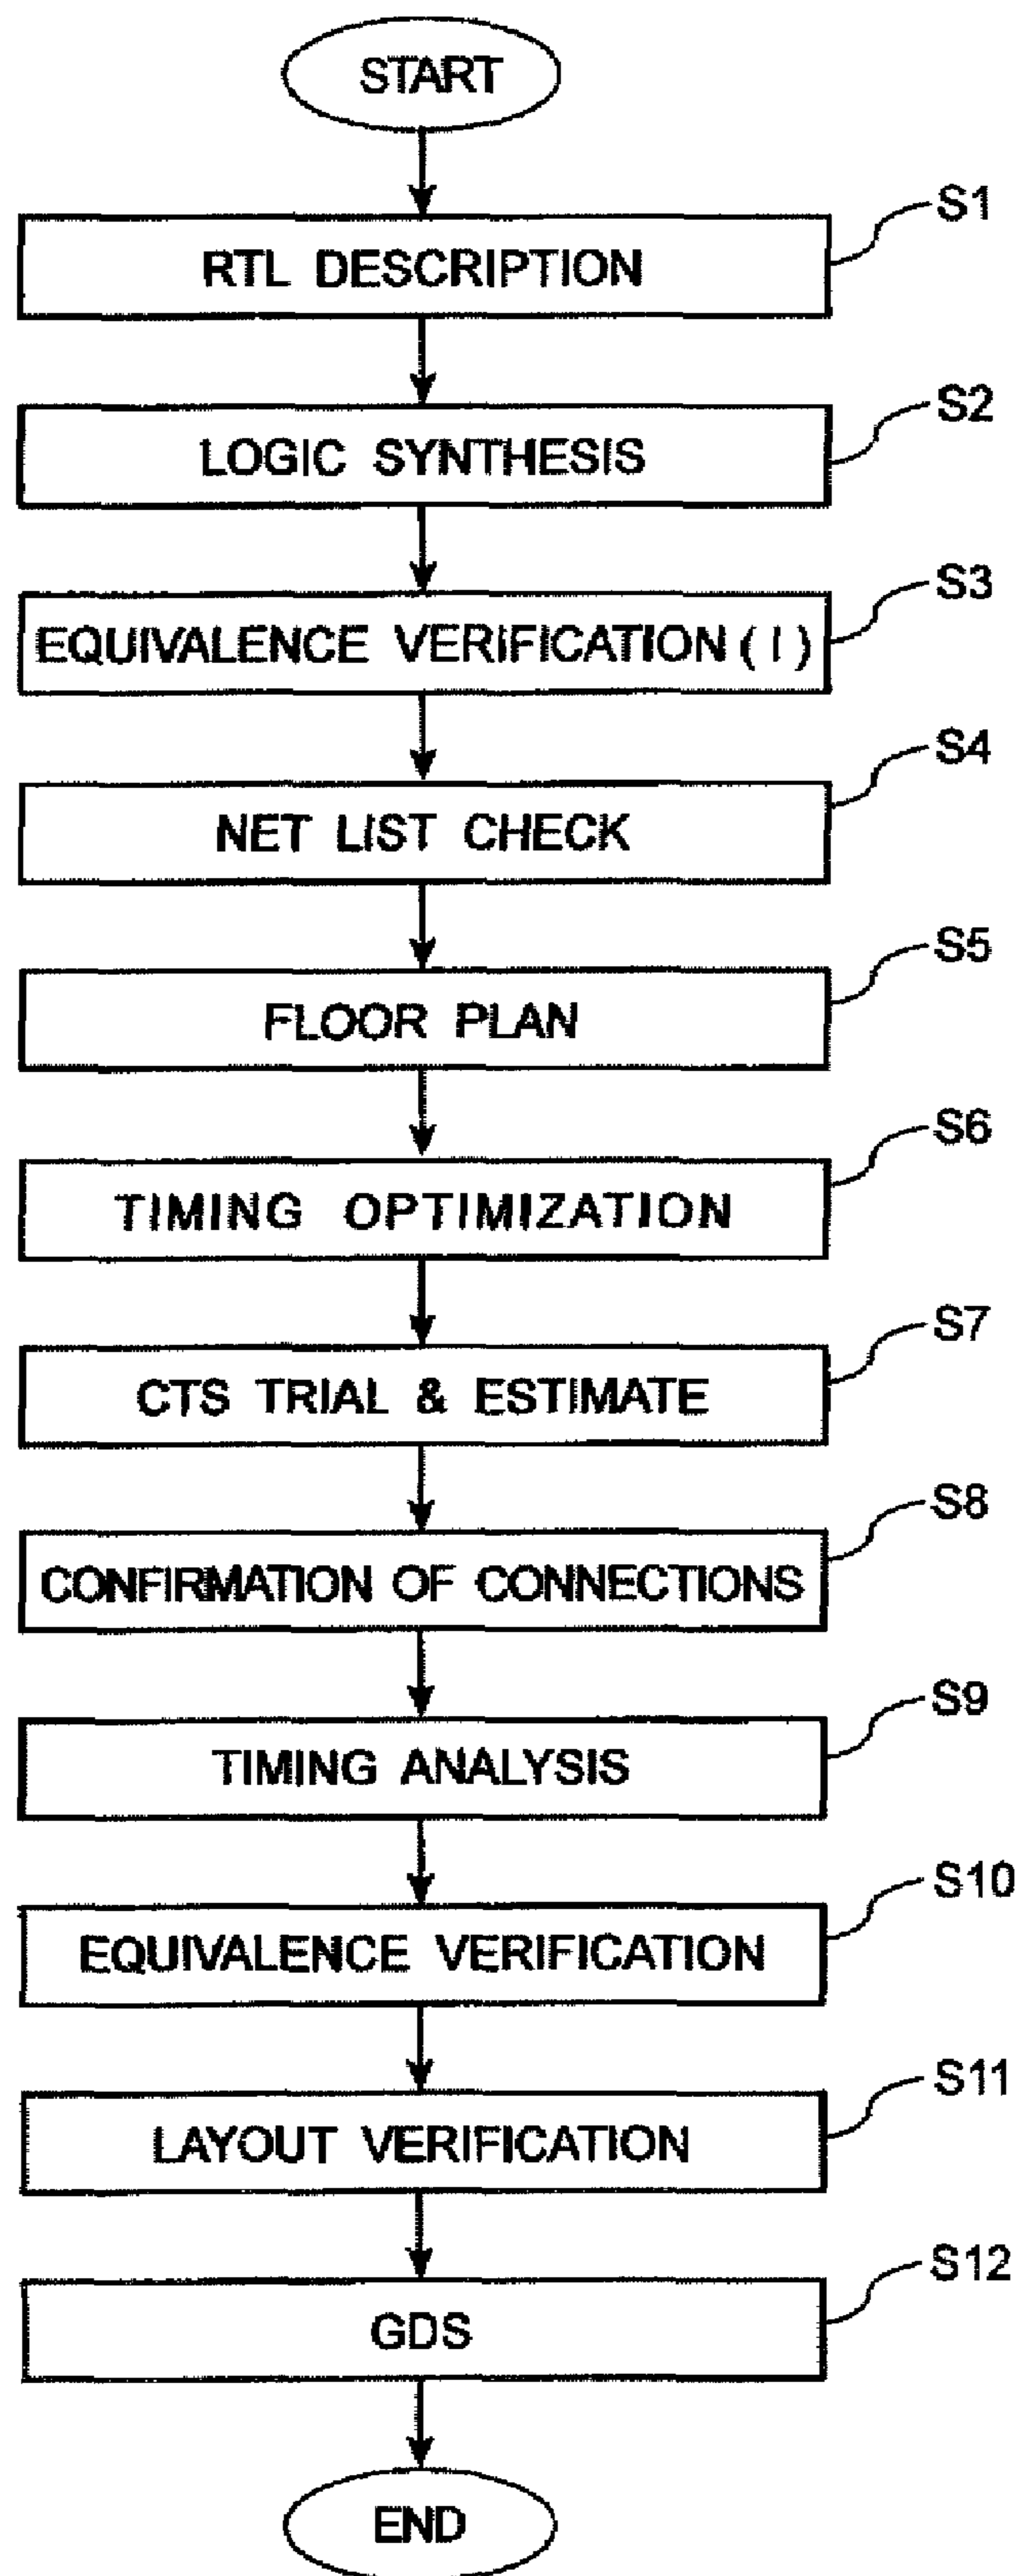 START
S1
RTL DESCRIPTION
S2
LOGIC SYNTHESIS
S3
EQUIVALENCE VERIFICATION (I)
S4
NET LIST CHECK
S5
FLOOR PLAN
S6
TIMING OPTIMIZATION
S7
CTS TRIAL & ESTIMATE
S8
CONFIRMATION OF CONNECTIONS
S9
TIMING ANALYSIS
S10
EQUIVALENCE VERIFICATION
S11
LAYOUT VERIFICATION
S12
GDS
END